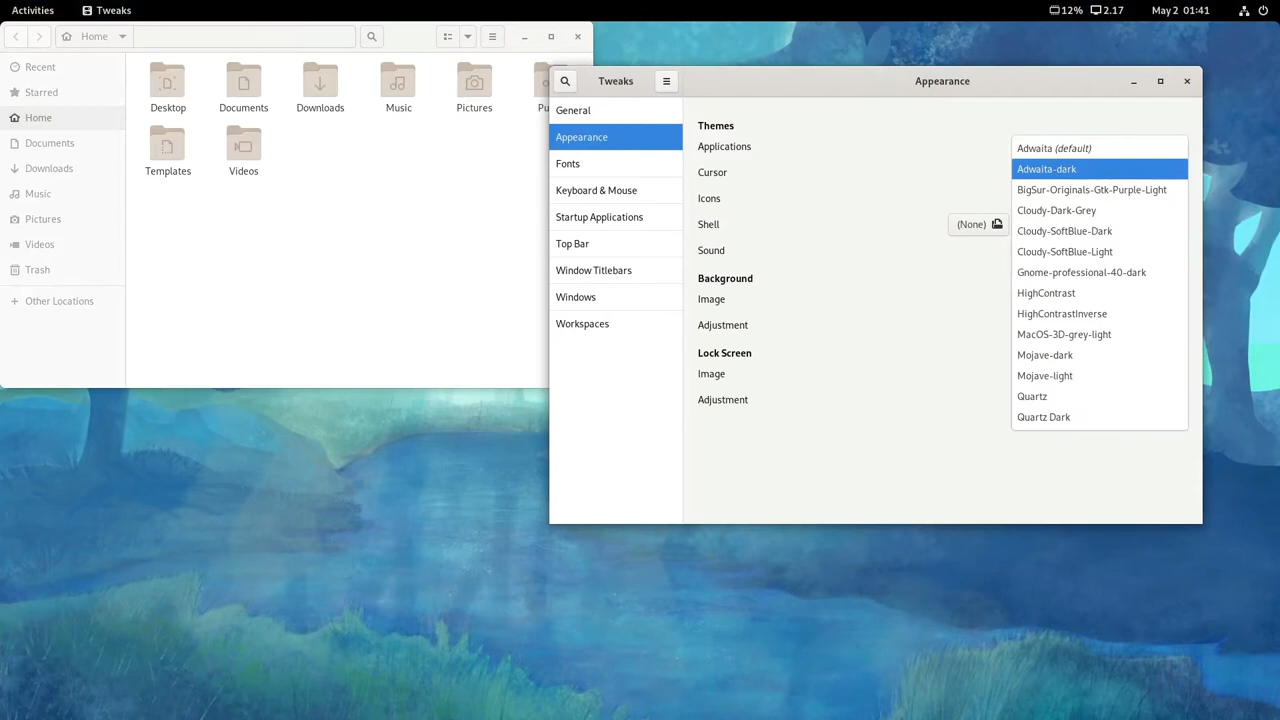 Activities
Tweaks
12%
2.17
May 2 01:41
Home
Recent
Starred
Home
Documents
Downloads
Music
Pictures
Videos
Trash
Other Locations
Desktop
Documents
Downloads
Music
Pictures
Pu
Templates
Videos
Tweaks
Appearance
General
Appearance
Fonts
Keyboard & Mouse
Startup Applications
Top Bar
Window Titlebars
Windows
Workspaces
Themes
Applications
Cursor
Icons
Shell
(None)
Sound
Background
Image
Adjustment
Lock Screen
Image
Adjustment
Adwaita (default)
Adwaita-dark
BigSur-Originals-Gtk-Purple-Light
Cloudy-Dark-Grey
Cloudy-SoftBlue-Dark
Cloudy-SoftBlue-Light
Gnome-professional-40-dark
HighContrast
HighContrastInverse
MacOS-3D-grey-light
Mojave-dark
Mojave-light
Quartz
Quartz Dark